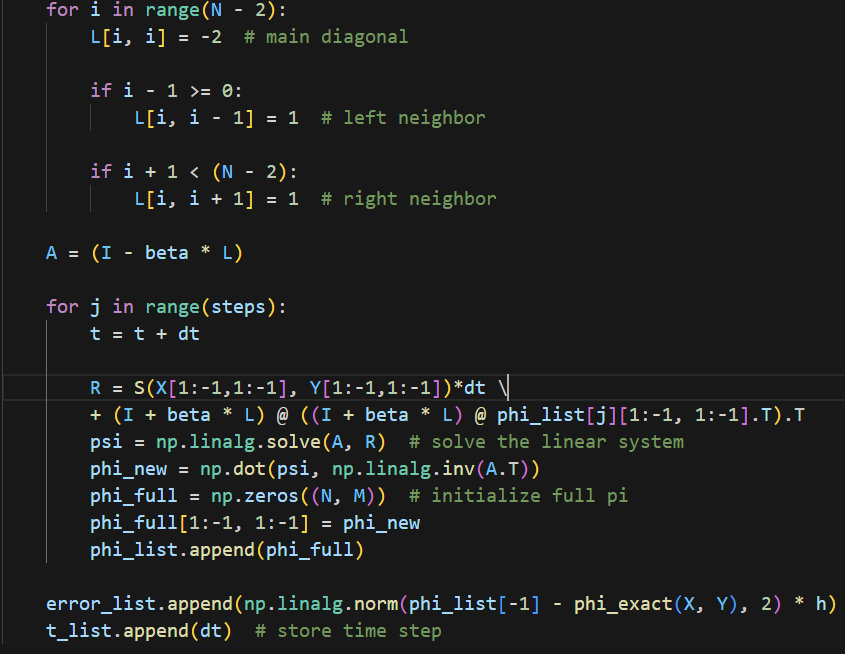 for i in range(N - 2):
    L[i, i] = -2  # main diagonal
    if i - 1 >= 0:
        L[i, i - 1] = 1  # left neighbor
    if i + 1 < (N - 2):
        L[i, i + 1] = 1  # right neighbor
A = (I - beta * L)
for j in range(steps):
    t = t + dt
    R = S(X[1:-1,1:-1], Y[1:-1,1:-1])*dt \
    + (I + beta * L) @ ((I + beta * L) @ phi_list[j][1:-1, 1:-1].T).T
    psi = np.linalg.solve(A, R)  # solve the linear system
    phi_new = np.dot(psi, np.linalg.inv(A.T))
    phi_full = np.zeros((N, M))  # initialize full pi
    phi_full[1:-1, 1:-1] = phi_new
    phi_list.append(phi_full)
error_list.append(np.linalg.norm(phi_list[-1] - phi_exact(X, Y), 2) * h)
t_list.append(dt)  # store time step